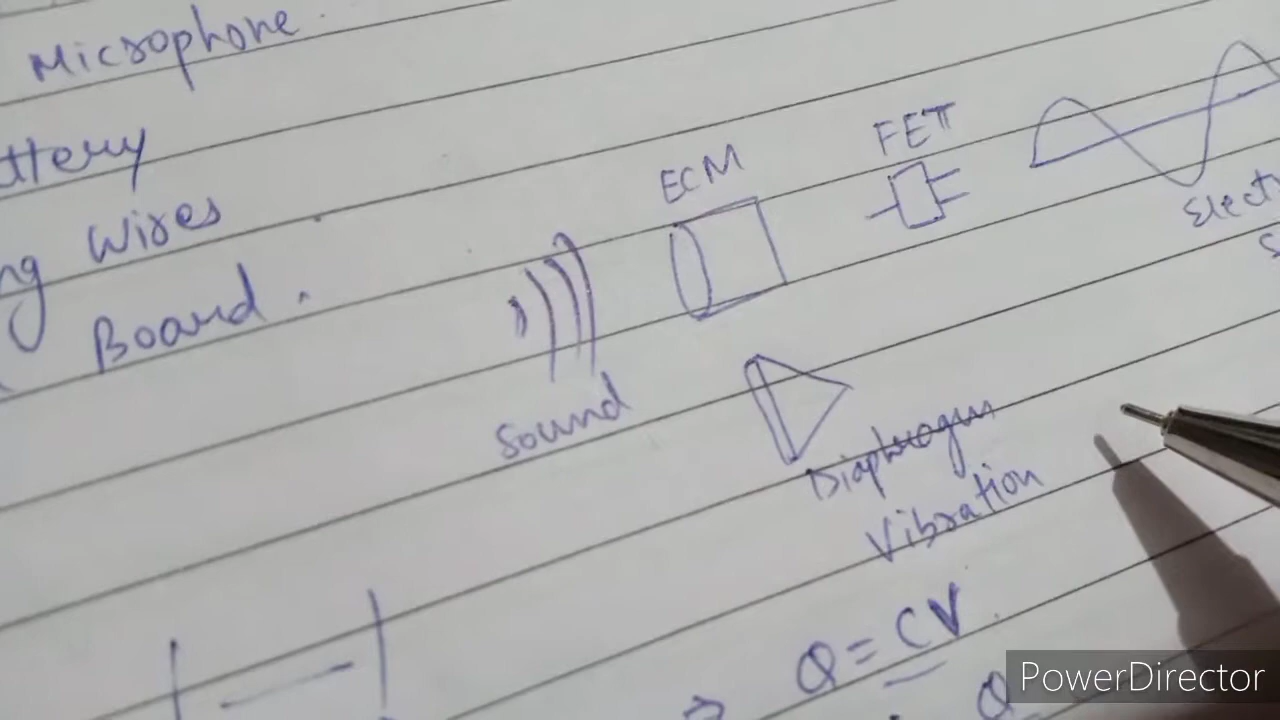 Microphone
ttery
ng Wires
Board.
Sound
ECM
FET
Elect
S
Diaphragm
Vibration
Q = CV
Q
PowerDirector